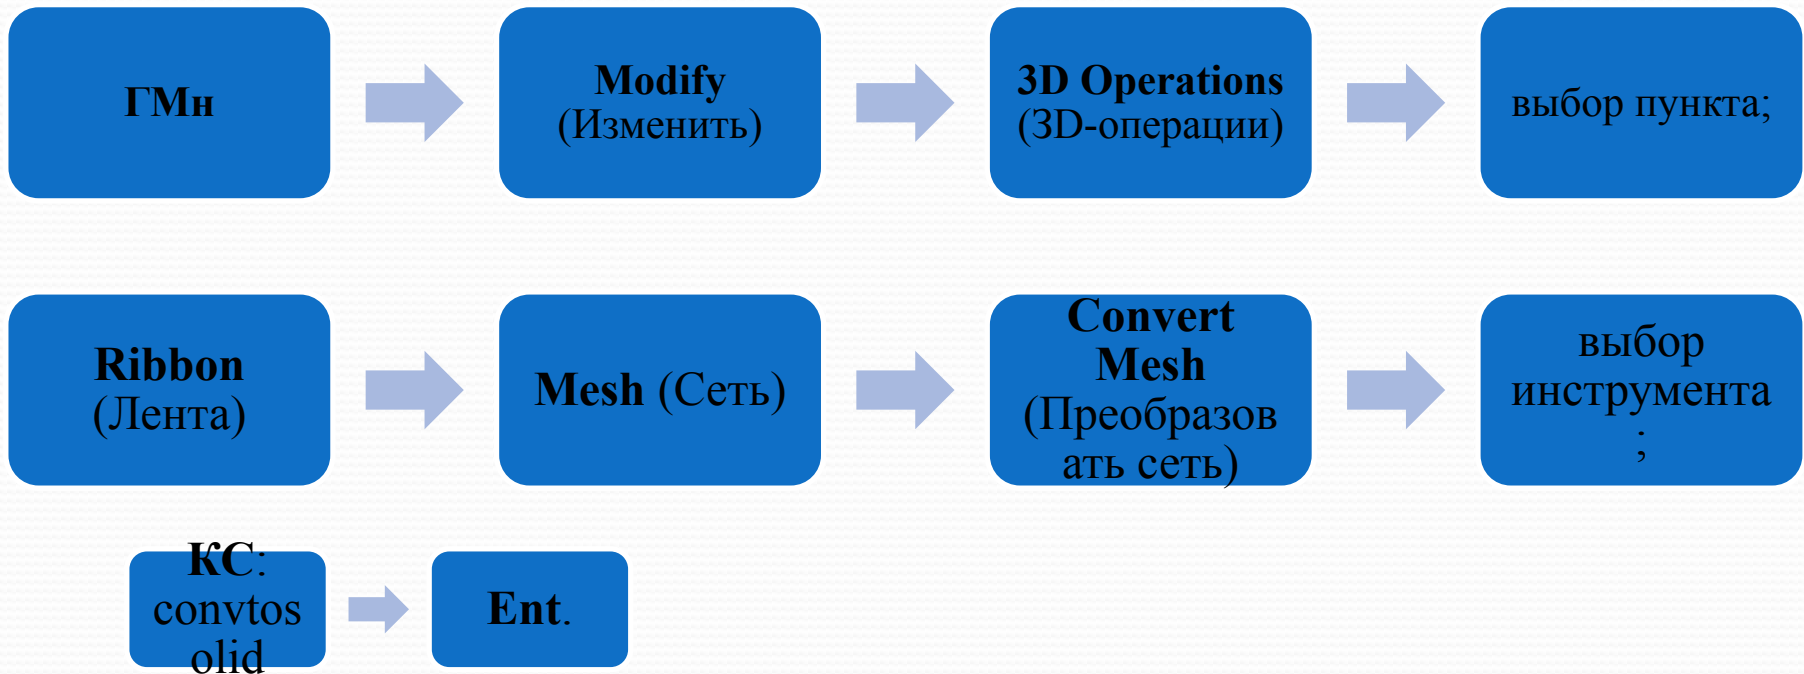 ГМн
Modify
(Изменить)
3D Operations
(3D-операции)
выбор пункта;
Ribbon
(Лента)
Mesh (Сеть)
Convert
Mesh
(Преобразов
ать сеть)
выбор
инструмента
;
КС:
convtos
olid
Ent.